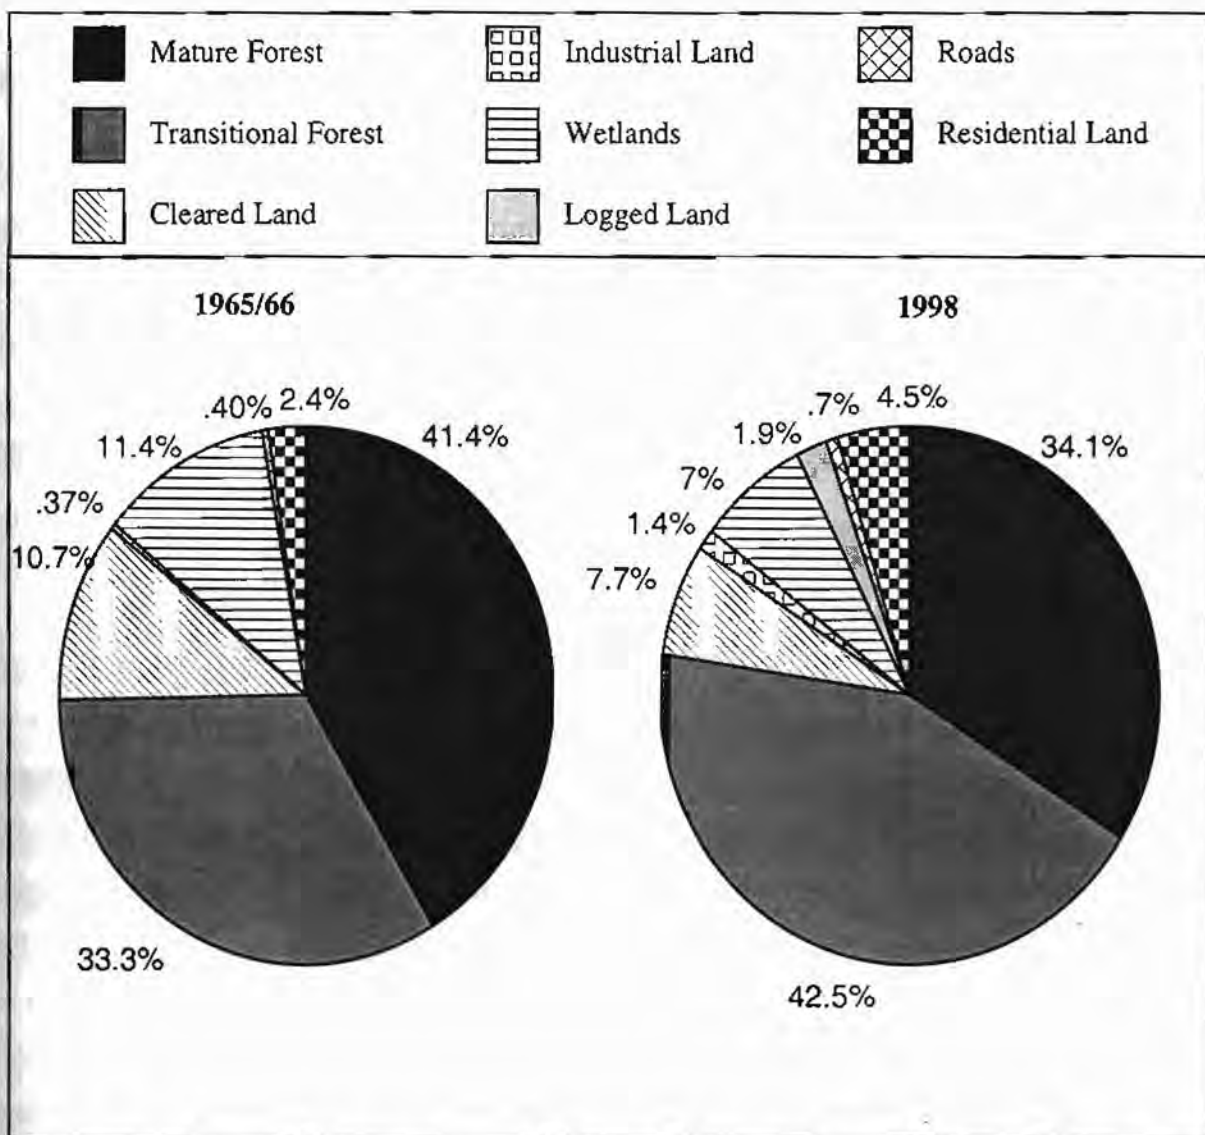 Mature Forest
Industrial Land
Roads
Transitional Forest
Wetlands
Residential Land
Cleared Land
Logged Land
1965/66
1998
.40%
2.4%
41.4%
11.4%
.37%
10.7%
33.3%
.7%
4.5%
34.1%
1.9%
7%
1.4%
7.7%
42.5%